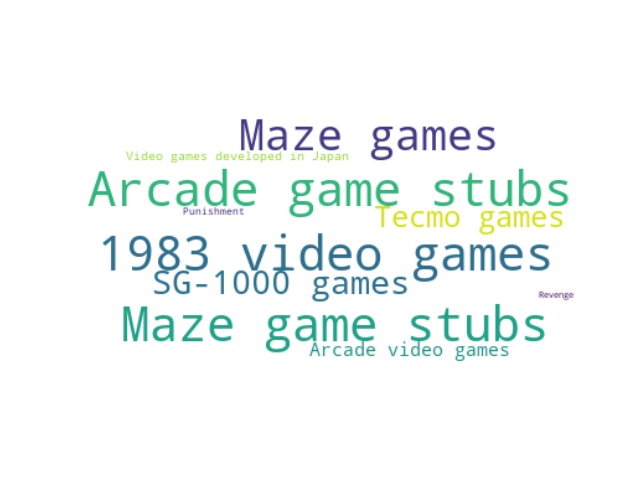 Maze games
Video games developed in Japan
Arcade game stubs
Punishment
Tecmo games
1983 video games
SG-1000 games
Revenge
Maze game stubs
Arcade video games